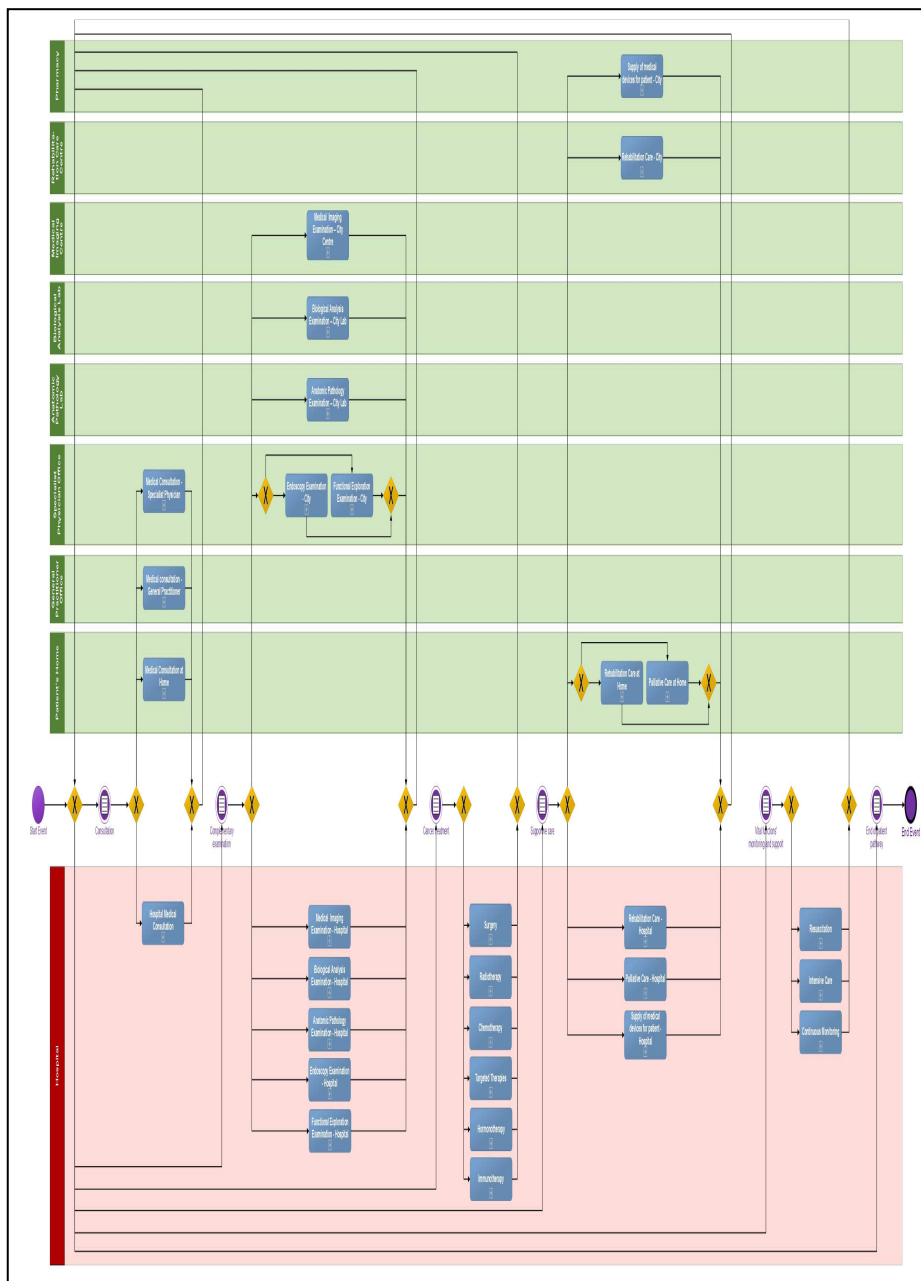 Pharmacy
Supply of medical
devices for patient - City
Rehabilita-
tion Care
Centre
Rehabilitation Care - City
Medical
Imaging
Centre
Medical Imaging
Examination – City
Centre
Biological
Analysis Lab
Biological Analysis
Examination – City Lab
Anatomic
Pathology
Lab
Anatomic Pathology
Examination – City Lab
Specialist
Physician Office
Medical Consultation -
Specialist Physician
Endoscopy Examination
- City
Functional Exploration
Examination - City
General
Practitioner
Office
Medical consultation -
General Practitioner
Patient's Home
Medical Consultation at
Home
Rehabilitation Care at
Home
Palliative Care at Home
Start Event
Consultation
Complementary
examination
Cancer treatment
Supportive care
Vital functions'
monitoring and support
End of patient
pathway
End Event
Hospital
Hospital Medical
Consultation
Medical Imaging
Examination - Hospital
Biological Analysis
Examination - Hospital
Anatomic Pathology
Examination - Hospital
Endoscopy Examination
- Hospital
Functional Exploration
Examination - Hospital
Surgery
Radiotherapy
Chemotherapy
Targeted Therapies
Hormonotherapy
Immunotherapy
Rehabilitation Care -
Hospital
Palliative Care - Hospital
Supply of medical
devices for patient -
Hospital
Resuscitation
Intensive Care
Continuous Monitoring